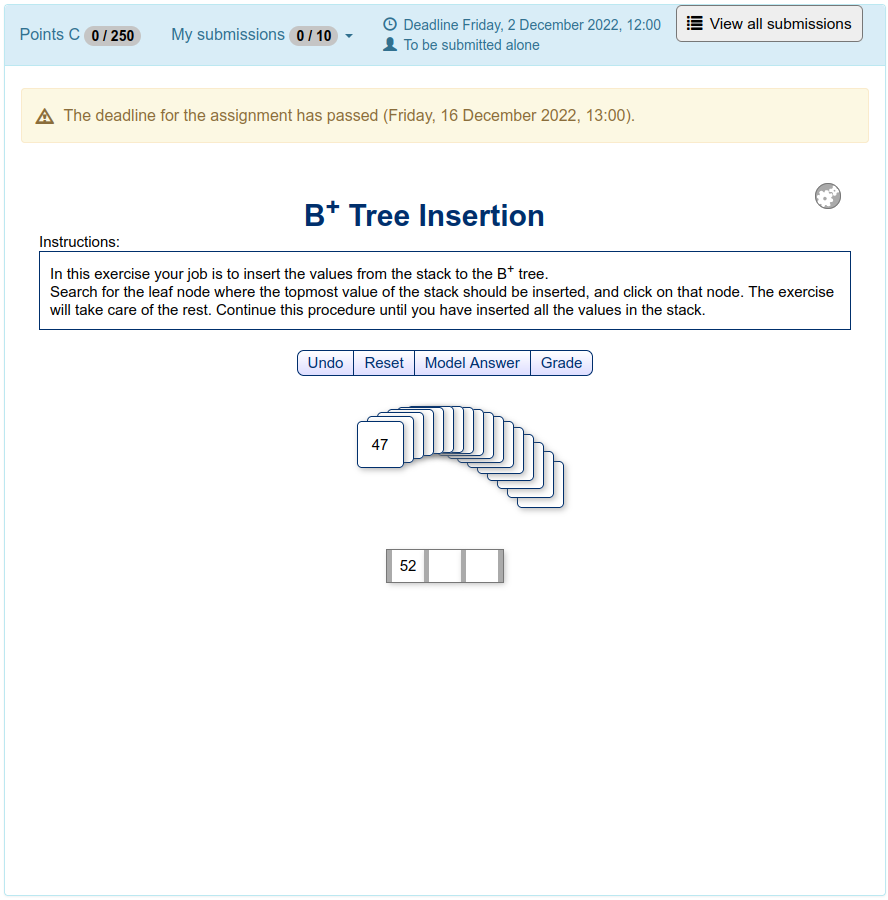 Points C 0 / 250 My submissions 0 / 10 Deadline Friday, 2 December 2022, 12:00 View all submissions
To be submitted alone
The deadline for the assignment has passed (Friday, 16 December 2022, 13:00).
B+ Tree Insertion
Instructions:
In this exercise your job is to insert the values from the stack to the B+ tree.
Search for the leaf node where the topmost value of the stack should be inserted, and click on that node. The exercise
will take care of the rest. Continue this procedure until you have inserted all the values in the stack.
Undo Reset Model Answer Grade
47
52